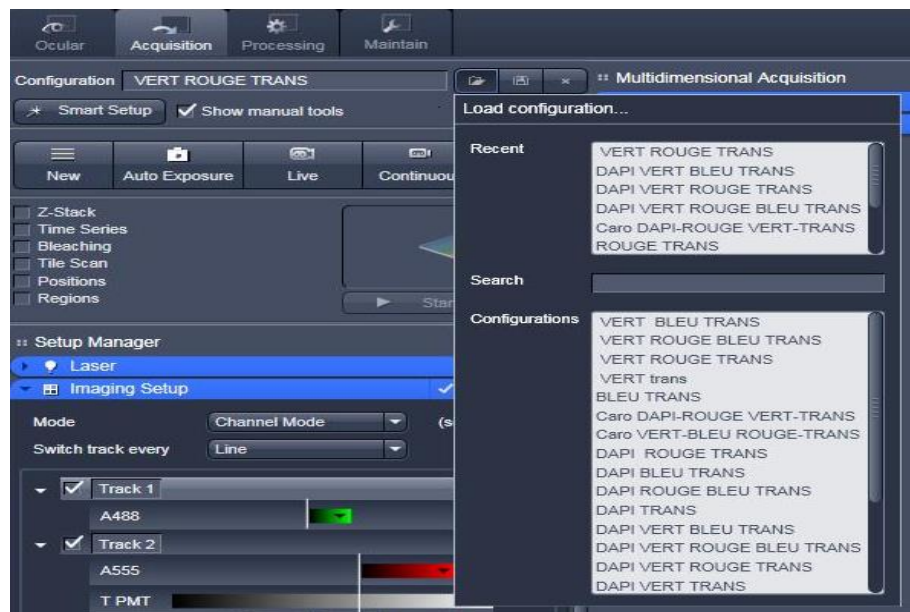 Ocular Acquisition Processing Maintain
Configuration VERT ROUGE TRANS
Smart Setup Show manual tools
New Auto Exposure Live Continuou
Z-Stack
Time Series
Bleaching
Tile Scan
Positions
Regions
Star
Setup Manager
Laser
Imaging Setup
Mode Channel Mode (s
Switch track every Line
Track 1
A488
Track 2
A555
T PMT
Multidimensional Acquisition
Load configuration...
Recent
VERT ROUGE TRANS
DAPI VERT BLEU TRANS
DAPI VERT ROUGE TRANS
DAPI VERT ROUGE BLEU TRANS
Caro DAPI-ROUGE VERT-TRANS
ROUGE TRANS
Search
Configurations
VERT  BLEU TRANS
VERT ROUGE BLEU TRANS
VERT ROUGE TRANS
VERT trans
BLEU TRANS
Caro DAPI-ROUGE VERT-TRANS
Caro VERT-BLEU ROUGE-TRANS
DAPI  ROUGE TRANS
DAPI BLEU TRANS
DAPI ROUGE BLEU TRANS
DAPI TRANS
DAPI VERT BLEU TRANS
DAPI VERT ROUGE BLEU TRANS
DAPI VERT ROUGE TRANS
DAPI VERT TRANS